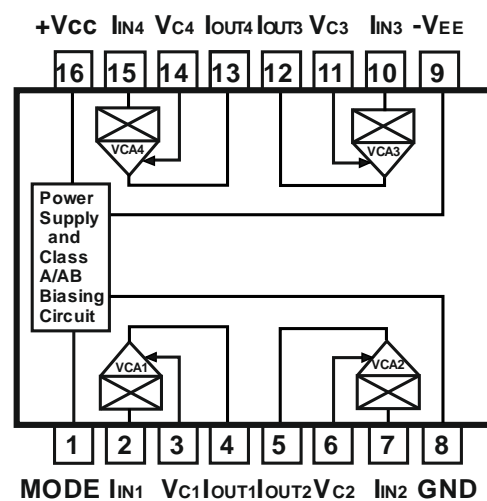 +Vcc IIN4 VC4 IOUT4 IOUT3 VC3 IIN3 -VEE
16 15 14 13 12 11 10 9
VCA4 VCA3
Power
Supply
and
Class
A/AB
Biasing
Circuit
VCA1 VCA2
1 2 3 4 5 6 7 8
MODE IIN1 VC1 IOUT1 IOUT2 VC2 IIN2 GND